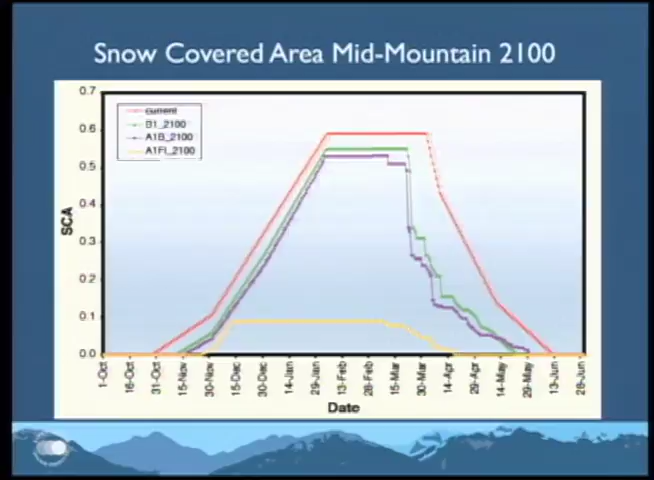 Snow Covered Area Mid-Mountain 2100
0.7
0.6
0.5
0.4
0.3
0.2
0.1
0.0
SCA
current
B1_2100
A1B_2100
A1FI_2100
1-Oct
16-Oct
31-Oct
15-Nov
30-Nov
15-Dec
30-Dec
14-Jan
29-Jan
13-Feb
28-Feb
15-Mar
30-Mar
14-Apr
29-Apr
14-May
29-May
13-Jun
28-Jun
Date